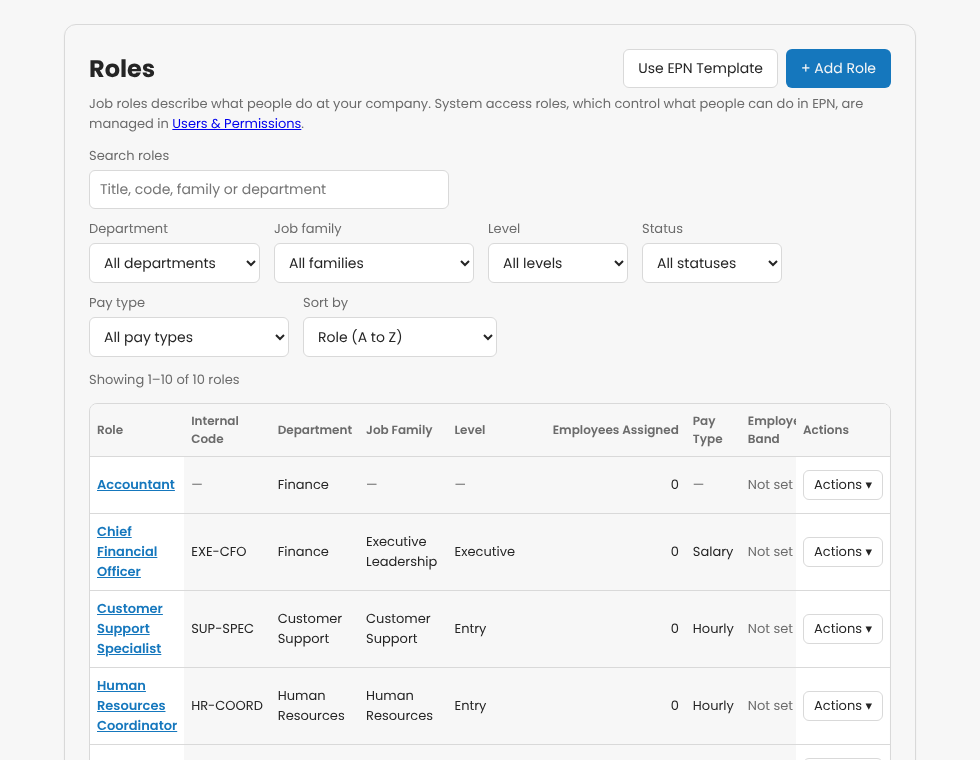 Roles
Use EPN Template
+ Add Role
Job roles describe what people do at your company. System access roles, which control what people can do in EPN, are
managed in Users & Permissions.
Search roles
Title, code, family or department
Department Job family Level Status
All departments All families All levels All statuses
Pay type Sort by
All pay types Role (A to Z)
Showing 1–10 of 10 roles
Role Internal Code Department Job Family Level Employees Assigned Pay Type Band Actions
Accountant — Finance — — 0 — Not set Actions ▾
Chief Financial Officer EXE-CFO Finance Executive Leadership Executive 0 Salary Not set Actions ▾
Customer Support Specialist SUP-SPEC Customer Support Customer Support Entry 0 Hourly Not set Actions ▾
Human Resources Coordinator HR-COORD Human Resources Human Resources Entry 0 Hourly Not set Actions ▾